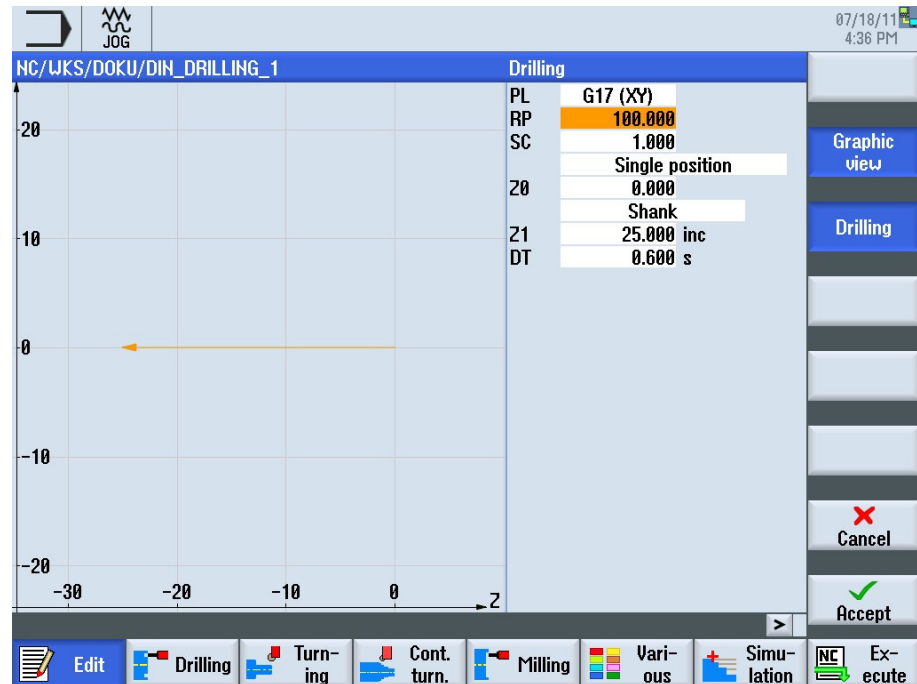 JOG
07/18/11
4:36 PM
NC/WKS/DOKU/DIN_DRILLING_1
Drilling
PL G17 (XY)
RP 100.000
SC 1.000
Single position
Z0 0.000
Shank
Z1 25.000 inc
DT 0.600 s
20
10
0
-10
-20
-30 -20 -10 0 Z
Graphic
view
Drilling
Cancel
Accept
>
Edit
Drilling
Turn-
ing
Cont.
turn.
Milling
Vari-
ous
Simu-
lation
NC Ex-
ecute